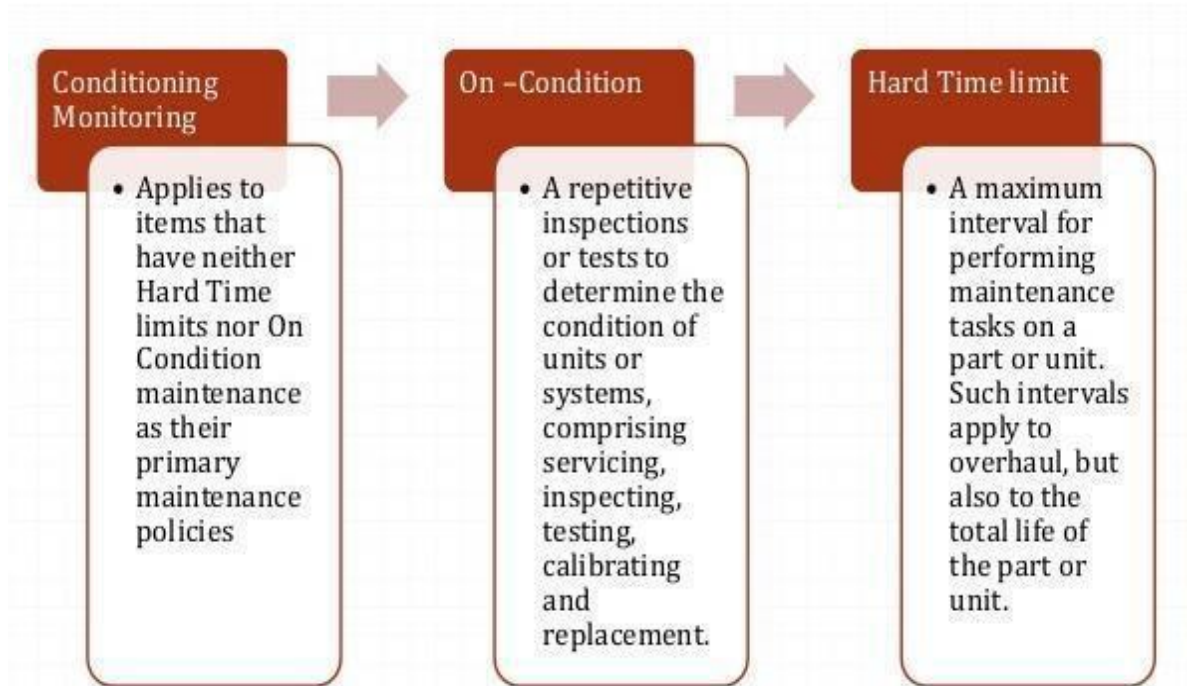 Conditioning
Monitoring
• Applies to
items that
have neither
Hard Time
limits nor On
Condition
maintenance
as their
primary
maintenance
policies
On –Condition
• A repetitive
inspections
or tests to
determine the
condition of
units or
systems,
comprising
servicing,
inspecting,
testing,
calibrating
and
replacement.
Hard Time limit
• A maximum
interval for
performing
maintenance
tasks on a
part or unit.
Such intervals
apply to
overhaul, but
also to the
total life of
the part or
unit.